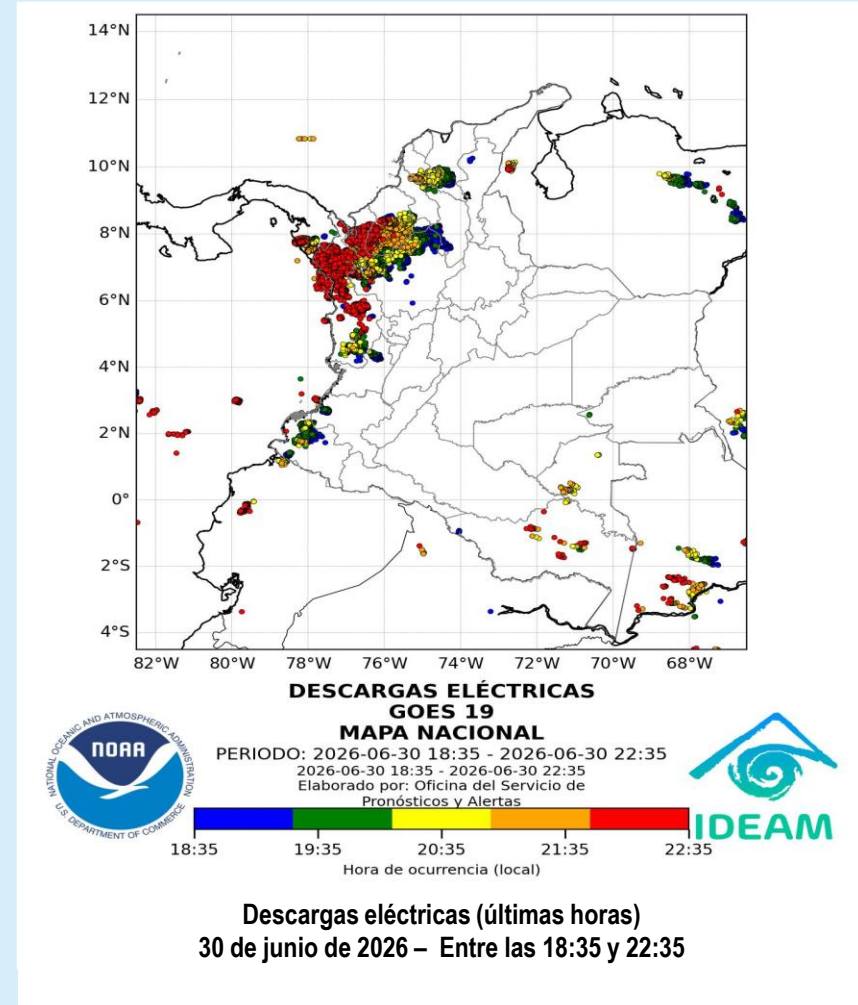 14°N
12°N
10°N
8°N
6°N
4°N
2°N
0°
2°S
4°S
82°W 80°W 78°W 76°W 74°W 72°W 70°W 68°W
DESCARGAS ELÉCTRICAS
GOES 19
MAPA NACIONAL
PERIODO: 2026-06-30 18:35 - 2026-06-30 22:35
2026-06-30 18:35 - 2026-06-30 22:35
Elaborado por: Oficina del Servicio de
Pronósticos y Alertas
NATIONAL OCEANIC AND ATMOSPHERIC ADMINISTRATION
NOAA
U.S. DEPARTMENT OF COMMERCE
IDEAM
18:35 19:35 20:35 21:35 22:35
Hora de ocurrencia (local)
Descargas eléctricas (últimas horas)
30 de junio de 2026 – Entre las 18:35 y 22:35